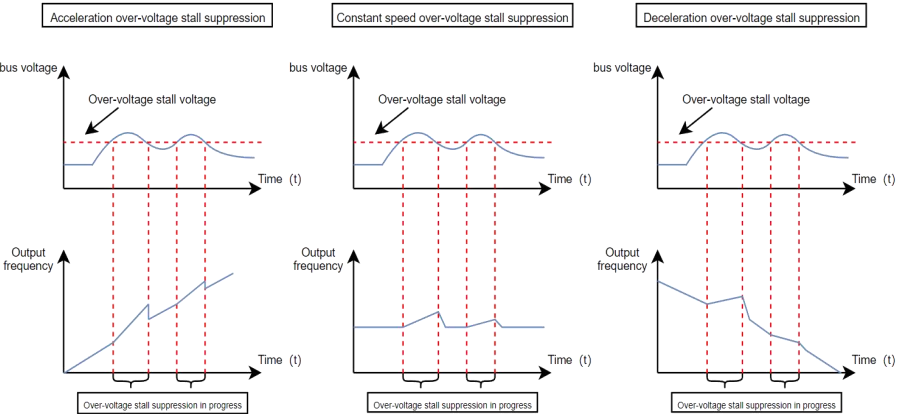 Acceleration over-voltage stall suppression
bus voltage
Over-voltage stall voltage
Time (t)
Output
frequency
Time (t)
Over-voltage stall suppression in progress
Constant speed over-voltage stall suppression
bus voltage
Over-voltage stall voltage
Time (t)
Output
frequency
Time (t)
Over-voltage stall suppression in progress
Deceleration over-voltage stall suppression
bus voltage
Over-voltage stall voltage
Time (t)
Output
frequency
Time (t)
Over-voltage stall suppression in progress